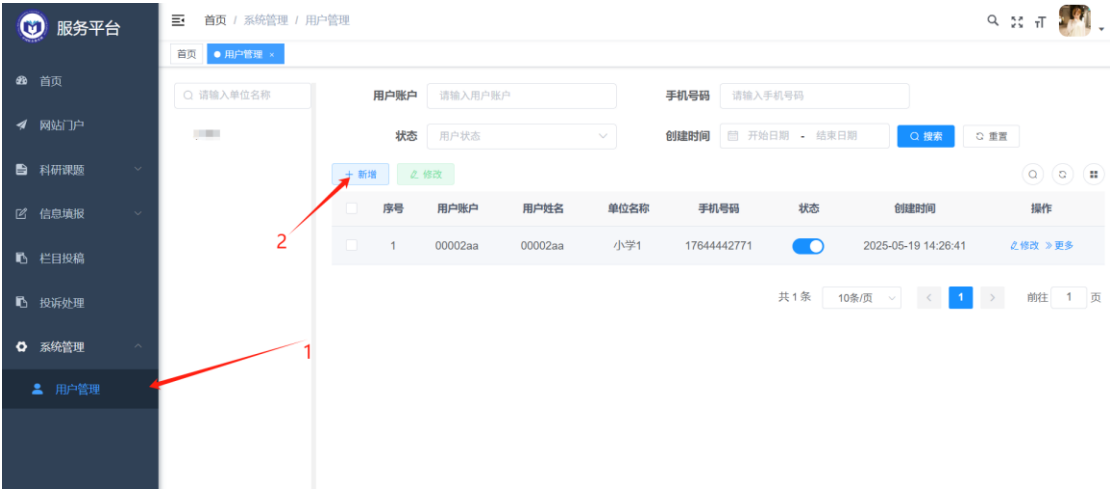 服务平台
首页 / 系统管理 / 用户管理
首页 用户管理 ×
首页
网站门户
科研课题
信息填报
栏目投稿
投诉处理
系统管理
用户管理
请输入单位名称
用户账户 请输入用户账户 手机号码 请输入手机号码
状态 用户状态 创建时间 开始日期 - 结束日期 搜索 重置
+ 新增 修改
序号 用户账户 用户姓名 单位名称 手机号码 状态 创建时间 操作
1 00002aa 00002aa 小学1 17644442771 2025-05-19 14:26:41 修改 更多
共 1 条 10条/页 < 1 > 前往 1 页
2
1